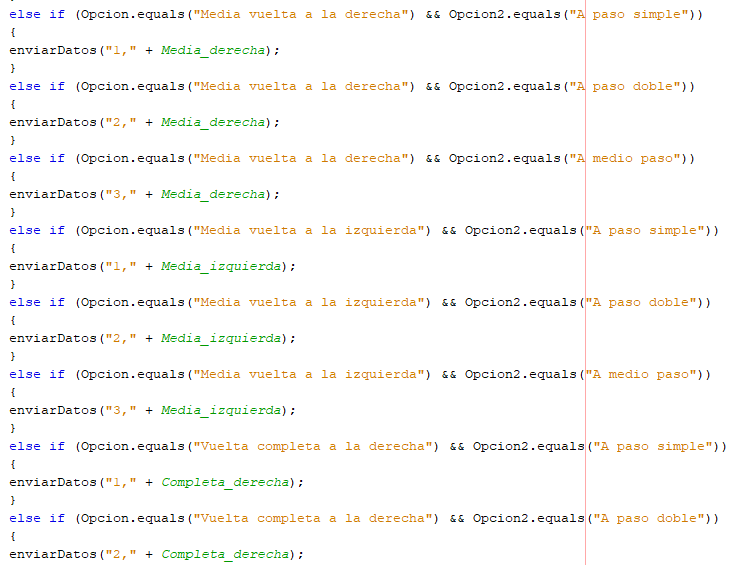 else if (Opcion.equals("Media vuelta a la derecha") && Opcion2.equals("A paso simple"))
{
enviarDatos("1," + Media_derecha);
}
else if (Opcion.equals("Media vuelta a la derecha") && Opcion2.equals("A paso doble"))
{
enviarDatos("2," + Media_derecha);
}
else if (Opcion.equals("Media vuelta a la derecha") && Opcion2.equals("A medio paso"))
{
enviarDatos("3," + Media_derecha);
}
else if (Opcion.equals("Media vuelta a la izquierda") && Opcion2.equals("A paso simple"))
{
enviarDatos("1," + Media_izquierda);
}
else if (Opcion.equals("Media vuelta a la izquierda") && Opcion2.equals("A paso doble"))
{
enviarDatos("2," + Media_izquierda);
}
else if (Opcion.equals("Media vuelta a la izquierda") && Opcion2.equals("A medio paso"))
{
enviarDatos("3," + Media_izquierda);
}
else if (Opcion.equals("Vuelta completa a la derecha") && Opcion2.equals("A paso simple"))
{
enviarDatos("1," + Completa_derecha);
}
else if (Opcion.equals("Vuelta completa a la derecha") && Opcion2.equals("A paso doble"))
{
enviarDatos("2," + Completa_derecha);